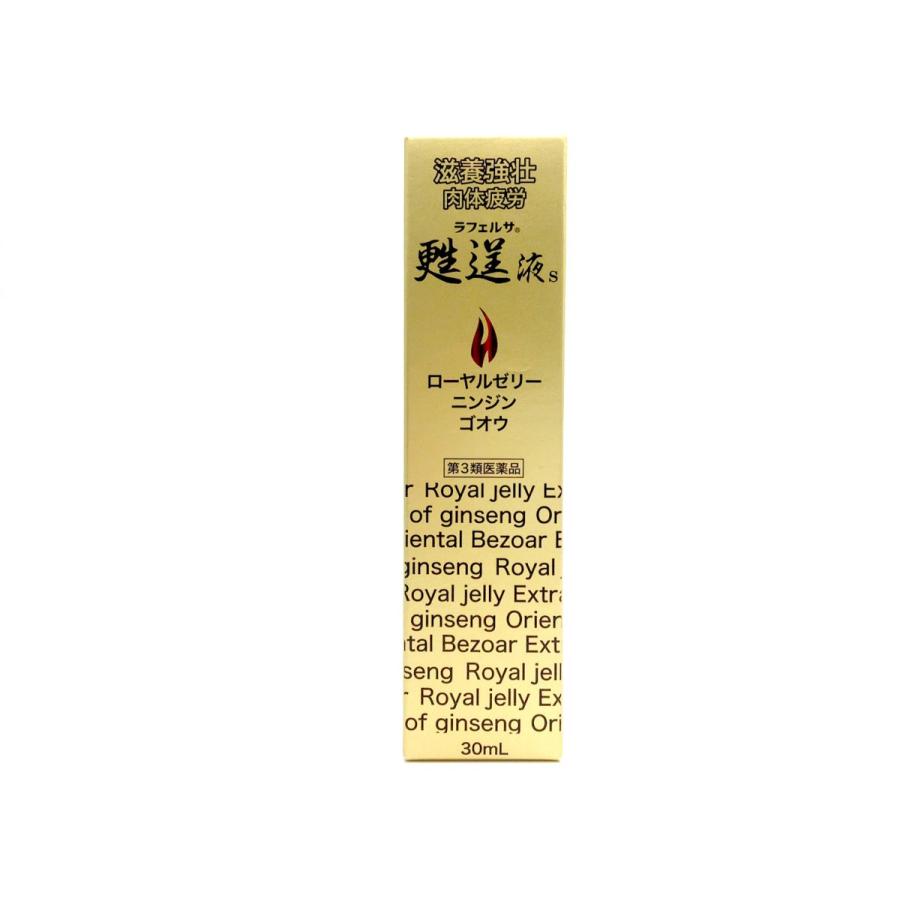 滋養強壮
肉体疲労
ラフェルサ®
甦逞液s
ローヤルゼリー
ニンジン
ゴオウ
第3類医薬品
r Royal jelly Ex
of ginseng Or
iental Bezoar E
ginseng Royal j
Royal jelly Extra
ginseng Orien
ntal Bezoar Ext
seng Royal jell
r Royal jelly Ex
of ginseng Ori
30mL